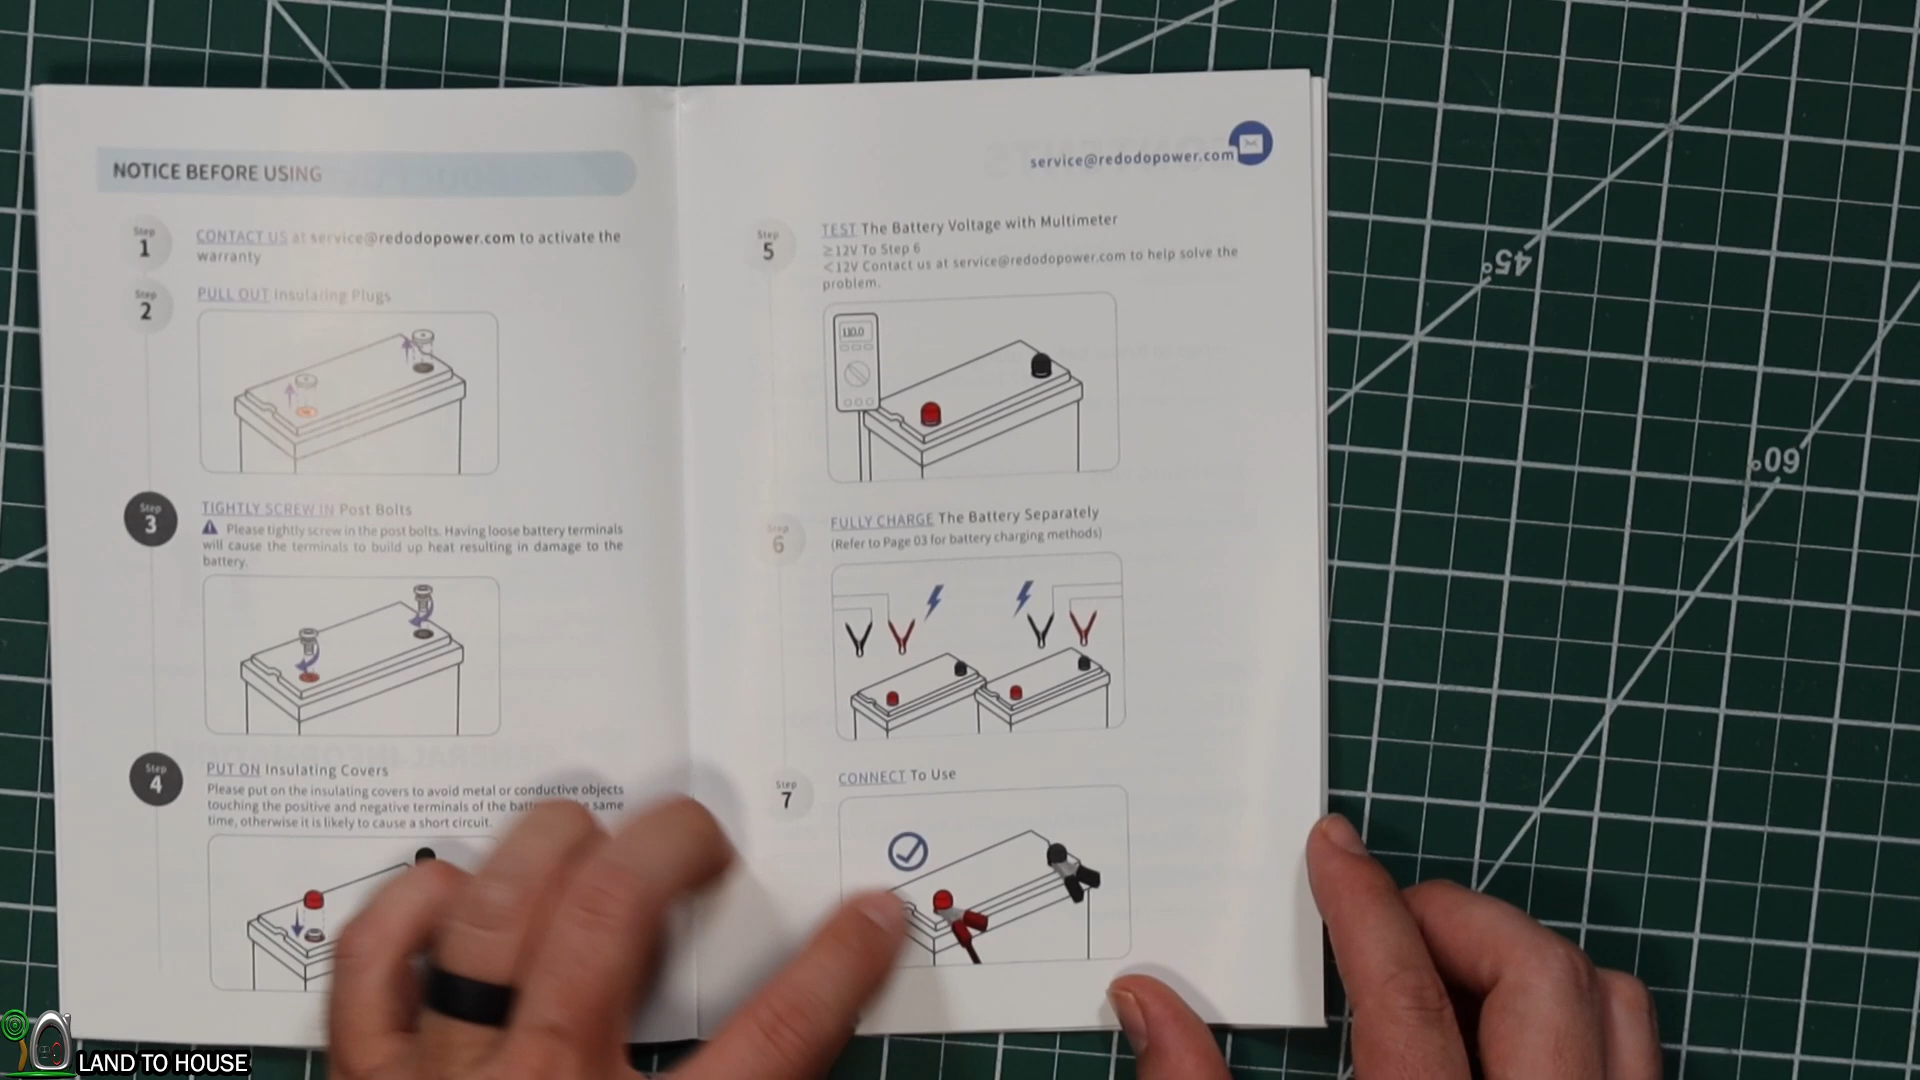 NOTICE BEFORE USING
Step
1
CONTACT US at service@redodopower.com to activate the
warranty
Step
2
PULL OUT Insulating Plugs
Step
3
TIGHTLY SCREW IN Post Bolts
Please tightly screw in the post bolts. Having loose battery terminals
will cause the terminals to build up heat resulting in damage to the
battery.
Step
4
PUT ON Insulating Covers
Please put on the insulating covers to avoid metal or conductive objects
touching the positive and negative terminals of the same
time, otherwise it is likely to cause a short circuit.
service@redodopower.com
Step
5
TEST The Battery Voltage with Multimeter
≥12V To Step 6
<12V Contact us at service@redodopower.com to help solve the
problem.
Step
6
FULLY CHARGE The Battery Separately
(Refer to Page 03 for battery charging methods)
Step
7
CONNECT To Use
45°
60°
LAND TO HOUSE